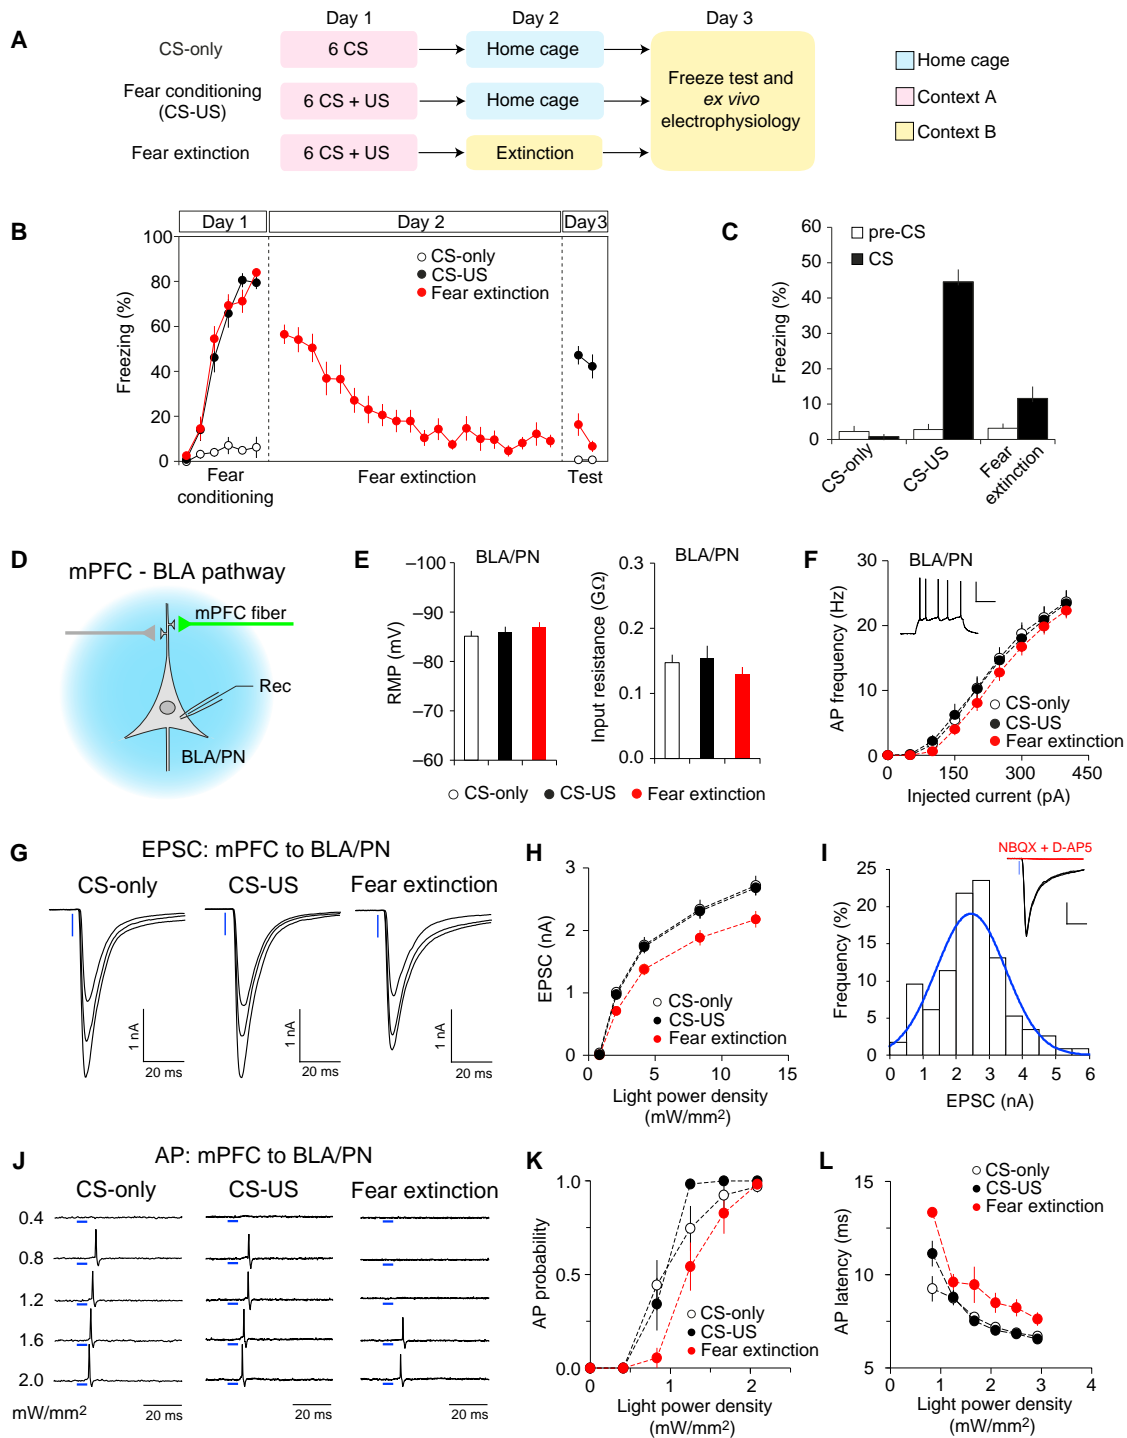 A
Day 1
Day 2
Day 3
CS-only
6 CS
Home cage
Fear conditioning
(CS-US)
6 CS + US
Home cage
Fear extinction
6 CS + US
Extinction
Freeze test and
ex vivo
electrophysiology
Home cage
Context A
Context B
B
Day 1
Day 2
Day3
100
80
60
40
20
0
Freezing (%)
CS-only
CS-US
Fear extinction
Fear
conditioning
Fear extinction
Test
C
60
50
40
30
20
10
0
Freezing (%)
pre-CS
CS
CS-only
CS-US
Fear
extinction
D
mPFC - BLA pathway
mPFC fiber
Rec
BLA/PN
E
BLA/PN
–100
–90
–80
–70
–60
RMP (mV)
BLA/PN
0.3
0.2
0.1
0.0
Input resistance (GΩ)
CS-only
CS-US
Fear extinction
F
BLA/PN
30
20
10
0
AP frequency (Hz)
CS-only
CS-US
Fear extinction
0
150
300
450
Injected current (pA)
G
EPSC: mPFC to BLA/PN
CS-only
CS-US
Fear extinction
1 nA
20 ms
1 nA
20 ms
1 nA
20 ms
H
3
2
1
0
EPSC (nA)
CS-only
CS-US
Fear extinction
0
5
10
15
Light power density
(mW/mm2)
I
NBQX + D-AP5
25
20
15
10
5
0
Frequency (%)
0
1
2
3
4
5
6
EPSC (nA)
J
AP: mPFC to BLA/PN
CS-only
CS-US
Fear extinction
0.4
0.8
1.2
1.6
2.0
mW/mm2
20 ms
20 ms
20 ms
K
1.0
0.5
0.0
AP probability
CS-only
CS-US
Fear extinction
0
1
2
Light power density
(mW/mm2)
L
15
10
5
AP latency (ms)
CS-only
CS-US
Fear extinction
0
1
2
3
4
Light power density
(mW/mm2)